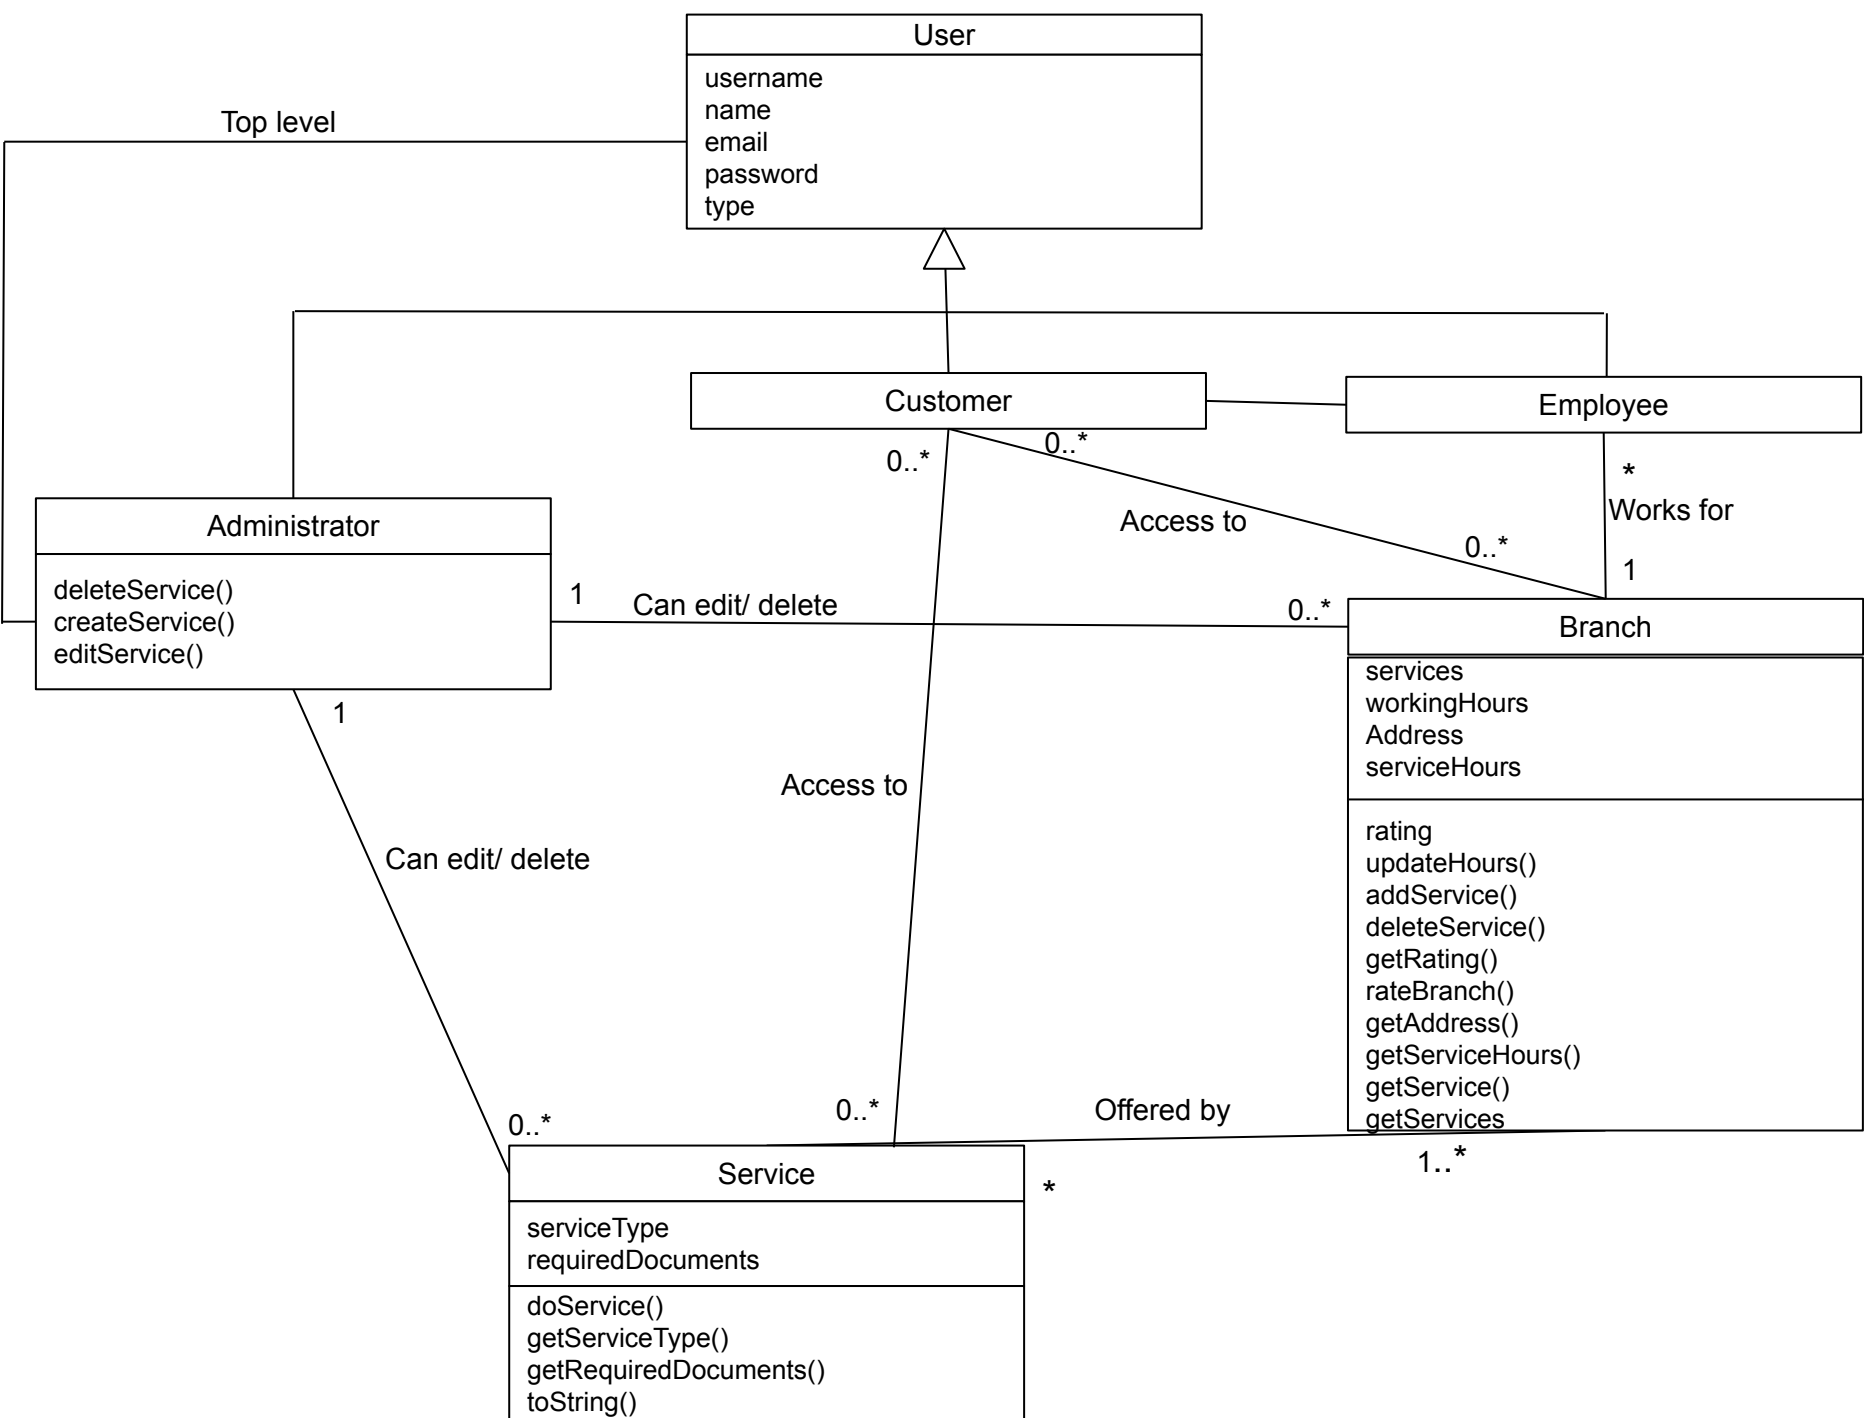 User
username
name
email
password
type
Top level
Customer
Employee
0..*
0..*
*
Works for
Access to
0..*
1
Administrator
deleteService()
createService()
editService()
1
Can edit/ delete
0..*
Branch
services
workingHours
Address
serviceHours
rating
updateHours()
addService()
deleteService()
getRating()
rateBranch()
getAddress()
getServiceHours()
getService()
getServices
1
Access to
Can edit/ delete
0..*
0..*
Offered by
1..*
*
Service
serviceType
requiredDocuments
doService()
getServiceType()
getRequiredDocuments()
toString()